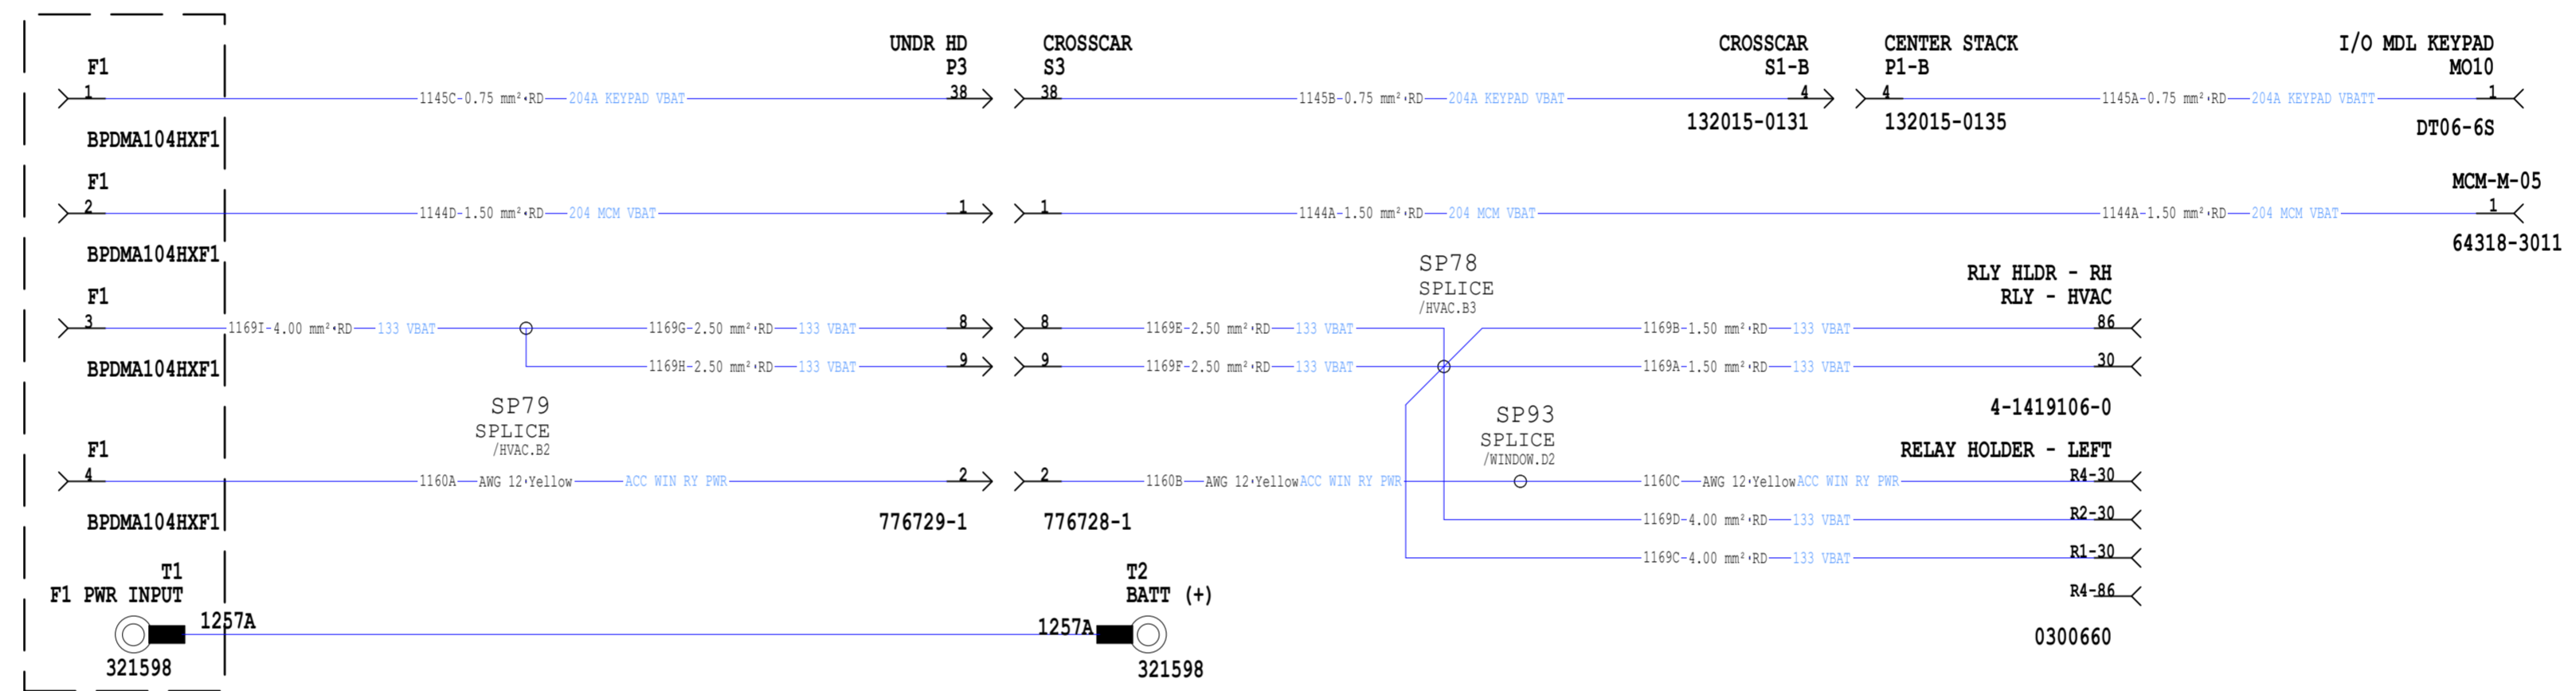 UNDR HD
CROSSCAR
CROSSCAR
CENTER STACK
I/O MDL KEYPAD
F1
P3
S3
S1-B
P1-B
MO10
1
1145C-0.75 mm²·RD
204A KEYPAD VBAT
38
38
1145B-0.75 mm²·RD
204A KEYPAD VBAT
4
4
1145A-0.75 mm²·RD
204A KEYPAD VBATT
1
132015-0131
132015-0135
DT06-6S
BPDMA104HXF1
F1
MCM-M-05
2
1144D-1.50 mm²·RD
204 MCM VBAT
1
1
1144A-1.50 mm²·RD
204 MCM VBAT
1144A-1.50 mm²·RD
204 MCM VBAT
1
64318-3011
BPDMA104HXF1
SP78
SPLICE
/HVAC.B3
RLY HLDR - RH
RLY - HVAC
F1
3
1169I-4.00 mm²·RD
133 VBAT
1169G-2.50 mm²·RD
133 VBAT
8
8
1169E-2.50 mm²·RD
133 VBAT
1169B-1.50 mm²·RD
133 VBAT
86
1169H-2.50 mm²·RD
133 VBAT
9
9
1169F-2.50 mm²·RD
133 VBAT
1169A-1.50 mm²·RD
133 VBAT
30
BPDMA104HXF1
4-1419106-0
SP79
SPLICE
/HVAC.B2
SP93
SPLICE
/WINDOW.D2
RELAY HOLDER - LEFT
F1
4
1160A
AWG 12·Yellow
ACC WIN RY PWR
2
2
1160B
AWG 12·Yellow
ACC WIN RY PWR
1160C
AWG 12·Yellow
ACC WIN RY PWR
R4-30
BPDMA104HXF1
776729-1
776728-1
1169D-4.00 mm²·RD
133 VBAT
R2-30
1169C-4.00 mm²·RD
133 VBAT
R1-30
R4-86
0300660
T1
F1 PWR INPUT
1257A
321598
T2
BATT (+)
1257A
321598